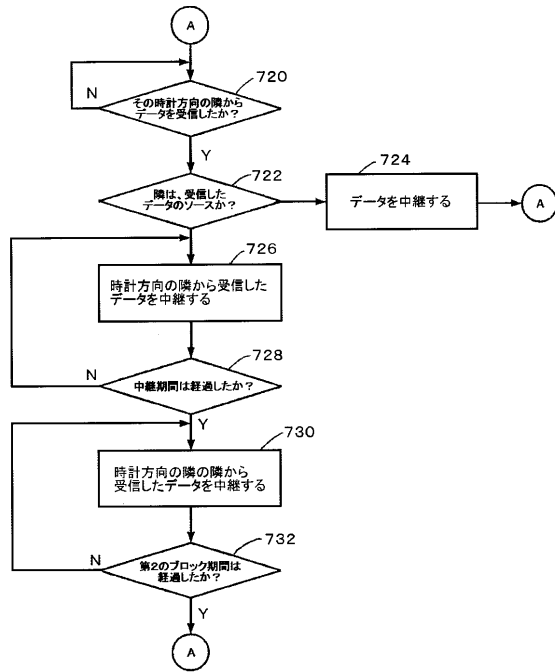 A
720
N
その時計方向の隣から
データを受信したか?
Y
722
724
隣は、受信した
データのソースか?
データを中継する
A
726
時計方向の隣から受信した
データを中継する
728
N
中継期間は経過したか?
Y
730
時計方向の隣の隣から
受信したデータを中継する
732
N
第2のブロック期間は
経過したか?
Y
A